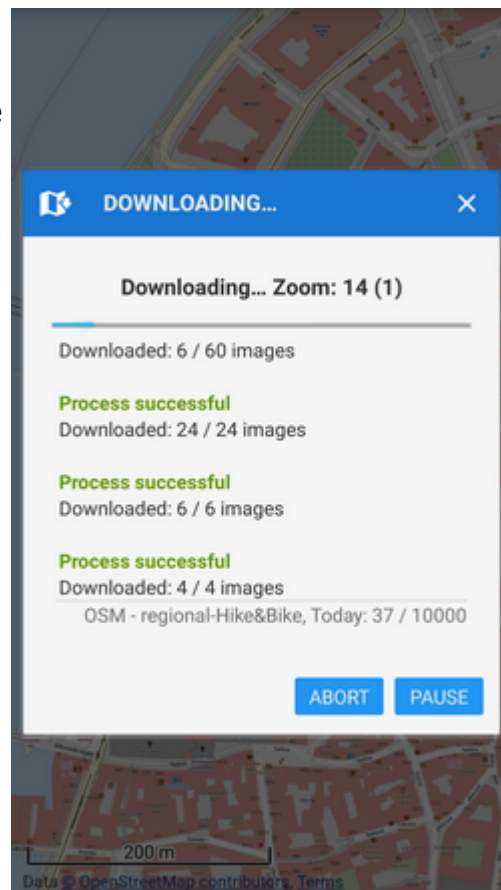 e
DOWNLOADING...
Downloading... Zoom: 14 (1)
Downloaded: 6 / 60 images
Process successful
Downloaded: 24 / 24 images
Process successful
Downloaded: 6 / 6 images
Process successful
Downloaded: 4 / 4 images
OSM - regional-Hike&Bike, Today: 37 / 10000
ABORT PAUSE
200 m
Data © OpenStreetMap contributors, Terms